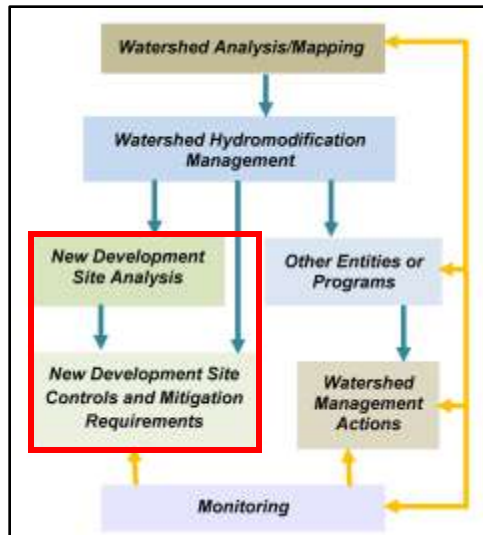 Watershed Analysis/Mapping
Watershed Hydromodification
Management
New Development
Site Analysis
Other Entities or
Programs
New Development Site
Controls and Mitigation
Requirements
Watershed
Management
Actions
Monitoring